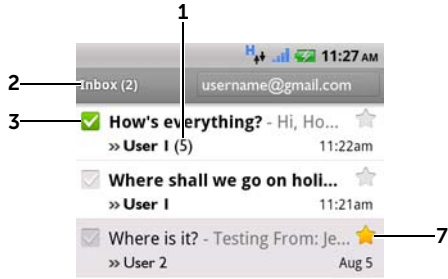 1
H 11:27 AM
2 Inbox (2) username@gmail.com
3 How's everything? - Hi, Ho...
» User 1 (5) 11:22am
Where shall we go on holi...
» User 1 11:21am
Where is it? - Testing From: Je... 7
» User 2 Aug 5